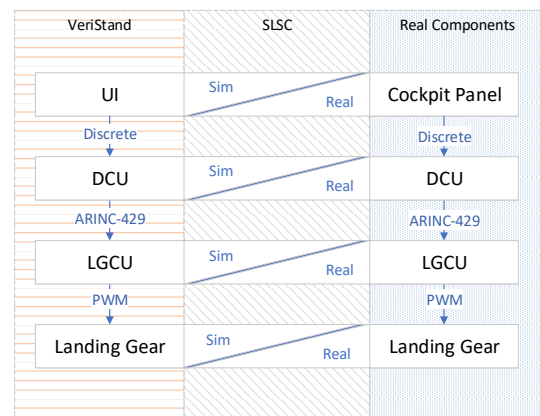 VeriStand SLSC Real Components
UI Sim Real Cockpit Panel
Discrete Discrete
DCU Sim Real DCU
ARINC-429 ARINC-429
LGCU Sim Real LGCU
PWM PWM
Landing Gear Sim Real Landing Gear